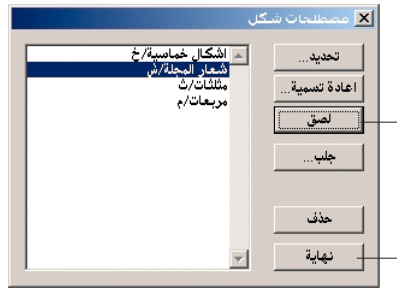 مصطلحات شكل
اشكال خماسية/خ
شعار المجلة/ش
مثلثات/ث
مربعات/م
تحديد...
اعادة تسمية...
لصق
جلب...
حذف
نهاية